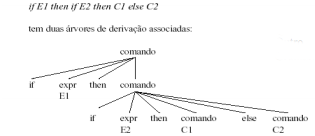 if E1 then if E2 then C1 else C2
tem duas árvores de derivação associadas:
comando
if expr then comando
E1
if expr then comando else comando
E2 C1 C2